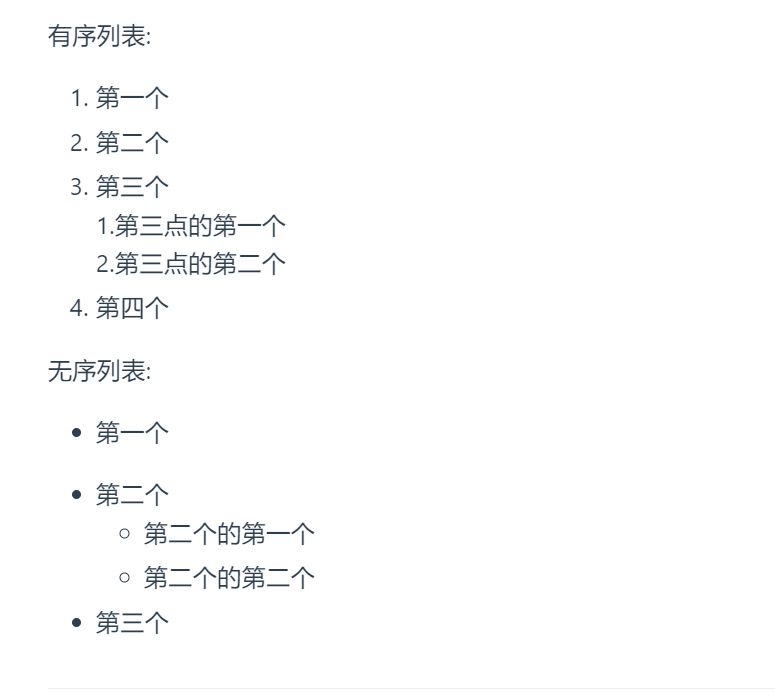 有序列表:
1. 第一个
2. 第二个
3. 第三个
1.第三点的第一个
2.第三点的第二个
4. 第四个
无序列表:
• 第一个
• 第二个
◦ 第二个的第一个
◦ 第二个的第二个
• 第三个